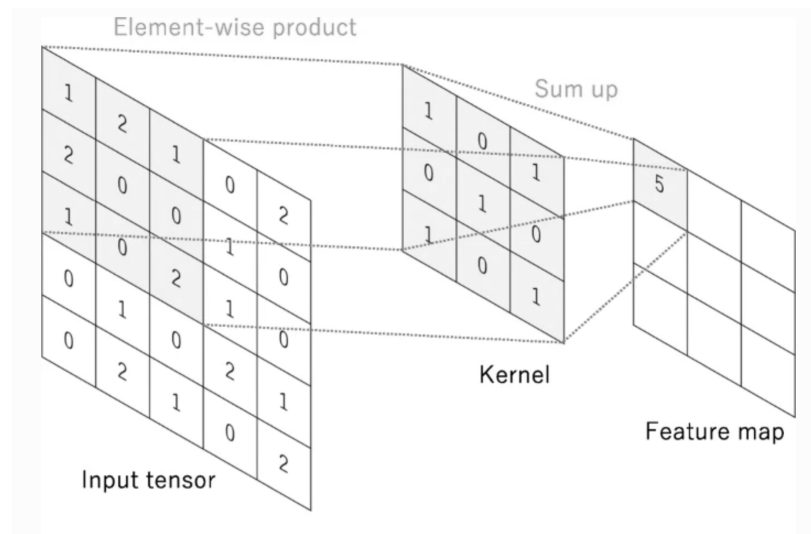 Element-wise product
Sum up
1 2 1 0 2
2 0 0 1 0
1 0 2 1 0
0 1 0 2 1
0 2 1 0 2
Input tensor
1 0 1
0 1 0
1 0 1
Kernel
5
Feature map